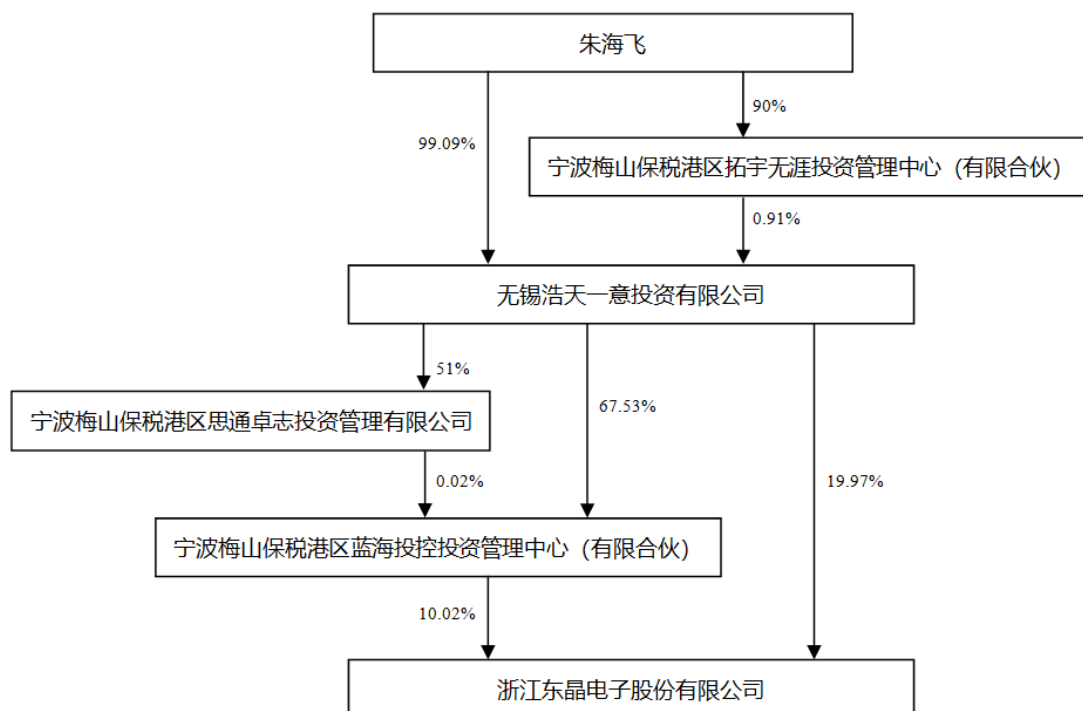 朱海飞
90%
99.09%
宁波梅山保税港区拓宇无涯投资管理中心（有限合伙）
0.91%
无锡浩天一意投资有限公司
51%
宁波梅山保税港区思通卓志投资管理有限公司
67.53%
0.02%
19.97%
宁波梅山保税港区蓝海投控投资管理中心（有限合伙）
10.02%
浙江东晶电子股份有限公司